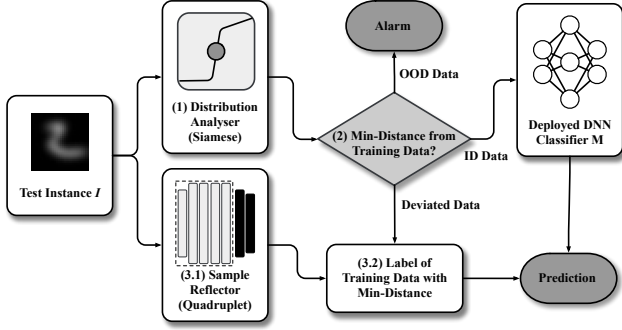 Alarm
OOD Data
(1) Distribution
Analyser
(Siamese)
(2) Min-Distance from
Training Data?
ID Data
Deployed DNN
Classifier M
Test Instance I
Deviated Data
(3.1) Sample
Reflector
(Quadruplet)
(3.2) Label of
Training Data with
Min-Distance
Prediction